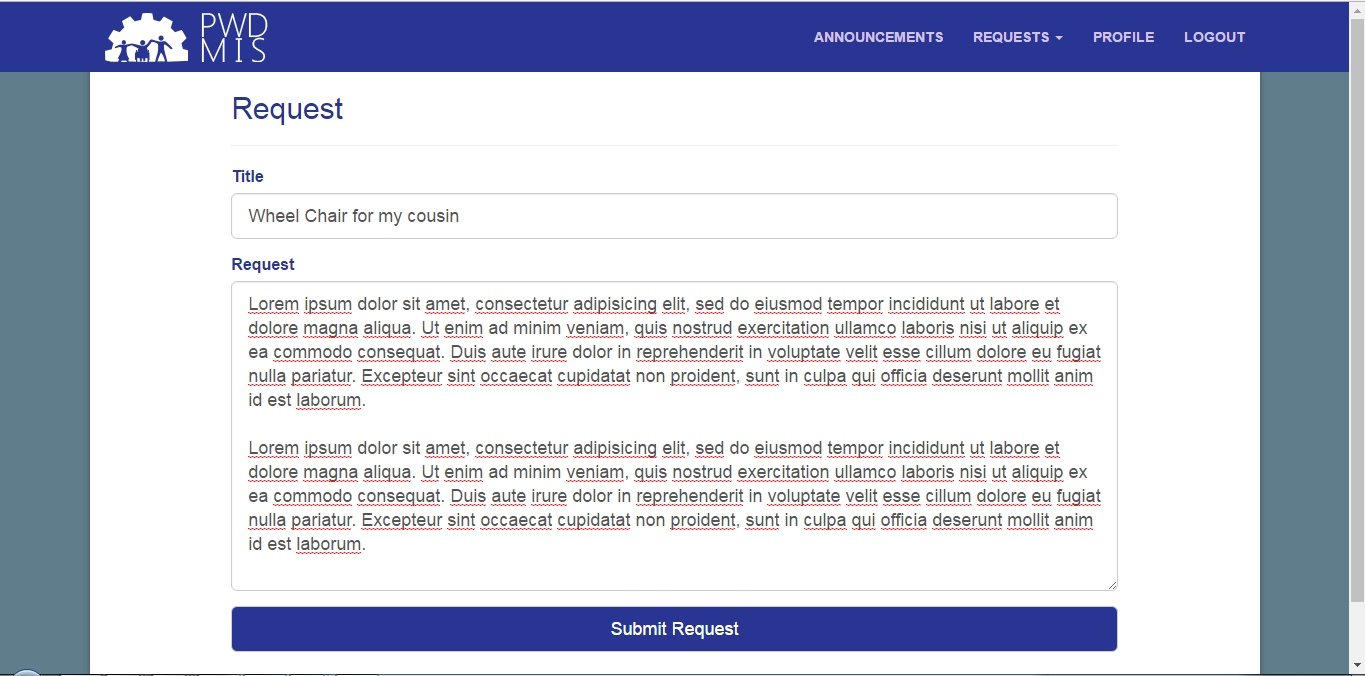 PWD
MIS
ANNOUNCEMENTS
REQUESTS
PROFILE
LOGOUT
Request
Title
Wheel Chair for my cousin
Request
Lorem ipsum dolor sit amet, consectetur adipisicing elit, sed do eiusmod tempor incididunt ut labore et
dolore magna aliqua. Ut enim ad minim veniam, quis nostrud exercitation ullamco laboris nisi ut aliquip ex
ea commodo consequat. Duis aute irure dolor in reprehenderit in voluptate velit esse cillum dolore eu fugiat
nulla pariatur. Excepteur sint occaecat cupidatat non proident, sunt in culpa qui officia deserunt mollit anim
id est laborum.
Lorem ipsum dolor sit amet, consectetur adipisicing elit, sed do eiusmod tempor incididunt ut labore et
dolore magna aliqua. Ut enim ad minim veniam, quis nostrud exercitation ullamco laboris nisi ut aliquip ex
ea commodo consequat. Duis aute irure dolor in reprehenderit in voluptate velit esse cillum dolore eu fugiat
nulla pariatur. Excepteur sint occaecat cupidatat non proident, sunt in culpa qui officia deserunt mollit anim
id est laborum.
Submit Request